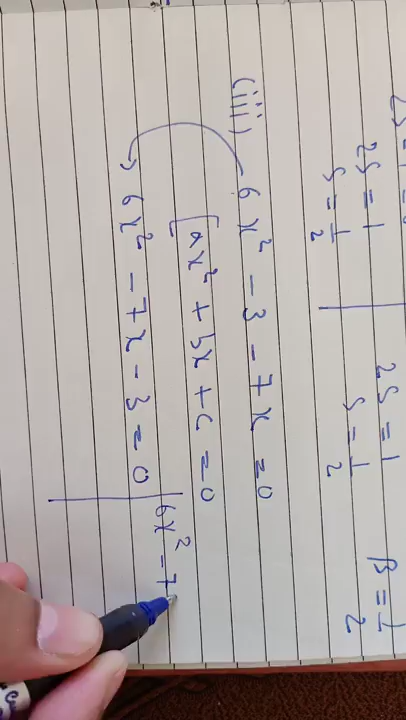 2S = 1
2S = 1
S = 1/2
S = 1/2
β = 1/2
(iii) 6x² - 3 - 7x = 0
[ax² + bx + c = 0
6x² - 7x - 3 = 0
6x² - 7